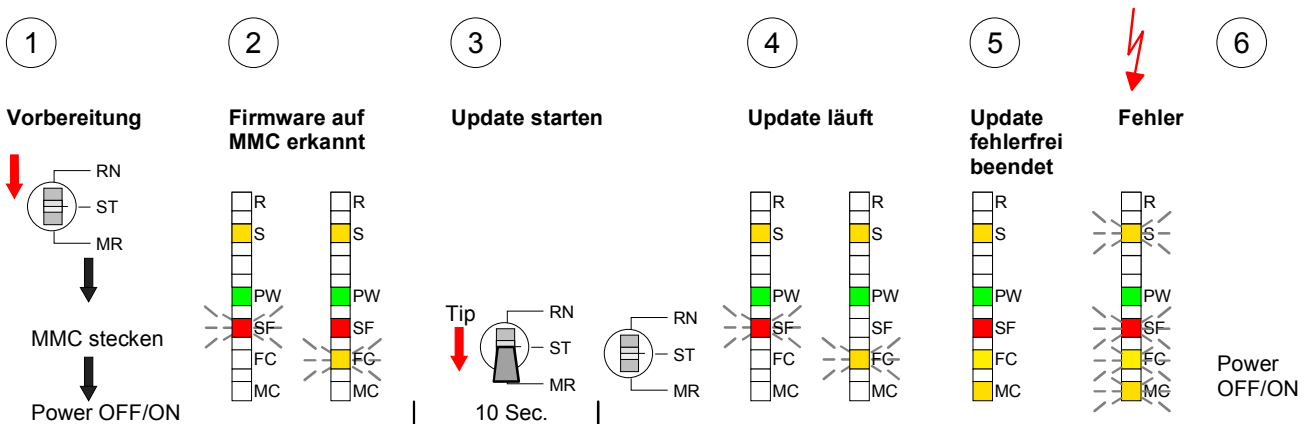 1
2
3
4
5
6
Vorbereitung
Firmware auf
MMC erkannt
Update starten
Update läuft
Update
fehlerfrei
beendet
Fehler
RN
ST
MR
MMC stecken
Power OFF/ON
R
S
PW
SF
FC
MC
R
S
PW
SF
FC
MC
Tip
RN
ST
MR
10 Sec.
RN
ST
MR
R
S
PW
SF
FC
MC
R
S
PW
SF
FC
MC
R
S
PW
SF
FC
MC
R
S
PW
SF
FC
MC
Power
OFF/ON